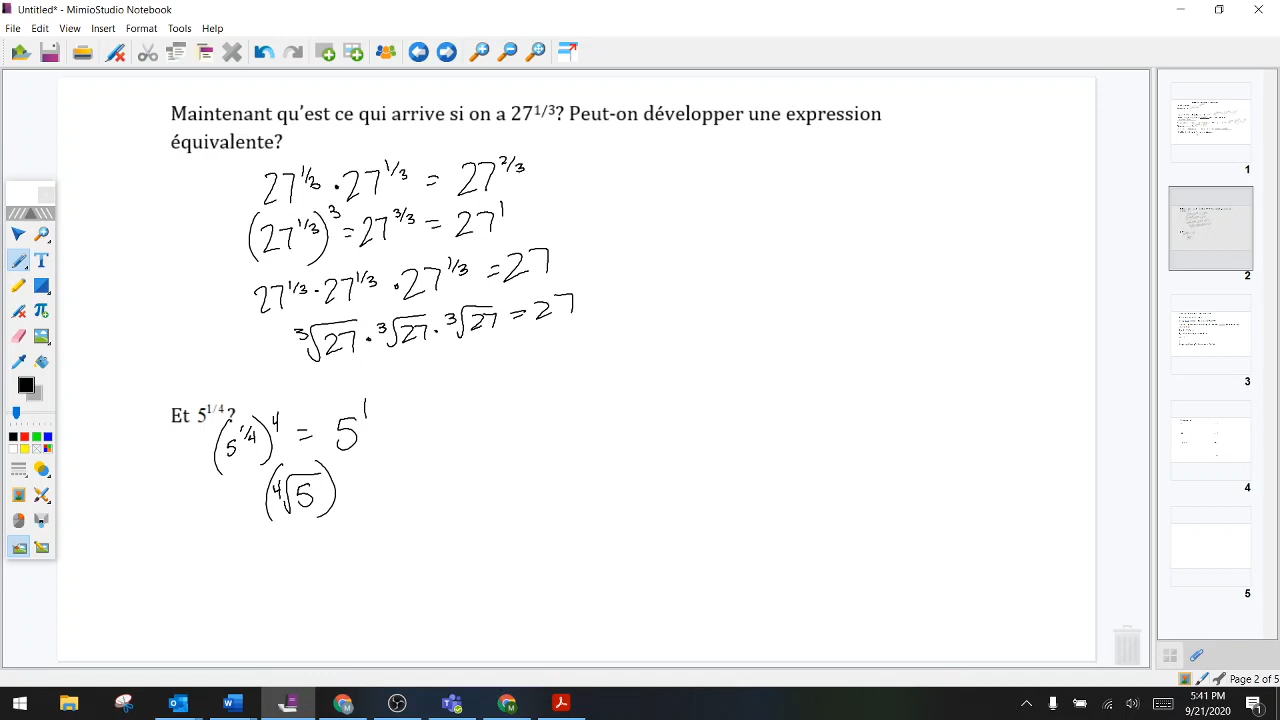 Untitled* - MimioStudio Notebook
File Edit View Insert Format Tools Help
Maintenant qu'est ce qui arrive si on a 27^{1/3}? Peut-on développer une expression
équivalente?
27^{1/3} · 27^{1/3} = 27^{2/3}
(27^{1/3})^3 = 27^{3/3} = 27^1
27^{1/3} · 27^{1/3} · 27^{1/3} = 27
∛27 · ∛27 · ∛27 = 27
Et 5^{1/4}?
(5^{1/4})^4 = 5^1
(∜5)
1
2
3
4
5
Page 2 of 5
5:41 PM
9/21/2020